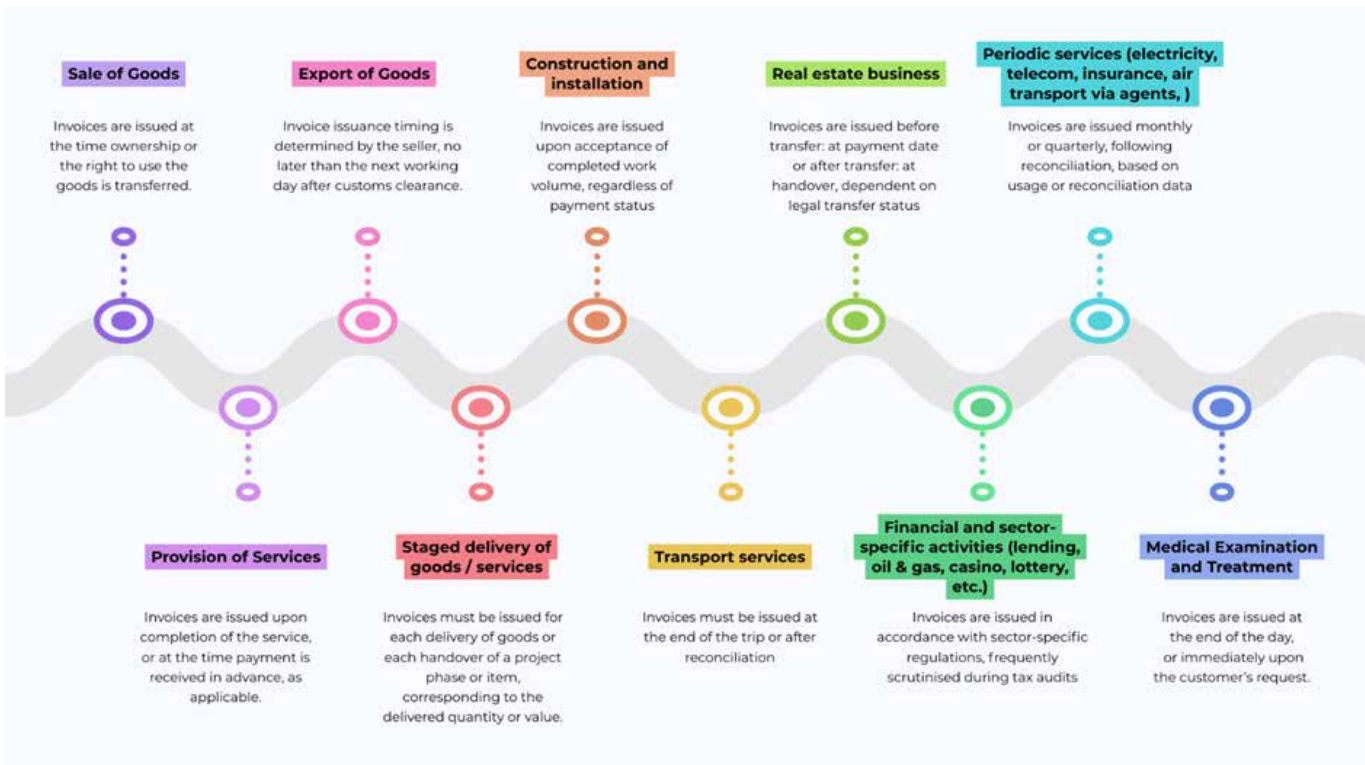 Sale of Goods
Invoices are issued at
the time ownership or
the right to use the
goods is transferred.
Export of Goods
Invoice issuance timing is
determined by the seller, no
later than the next working
day after customs clearance.
Construction and
installation
Invoices are issued
upon acceptance of
completed work
volume, regardless of
payment status
Real estate business
Invoices are issued before
transfer: at payment date
or after transfer: at
handover, dependent on
legal transfer status
Periodic services (electricity,
telecom, insurance, air
transport via agents, )
Invoices are issued monthly
or quarterly, following
reconciliation, based on
usage or reconciliation data
Provision of Services
Invoices are issued upon
completion of the service,
or at the time payment is
received in advance, as
applicable.
Staged delivery of
goods / services
Invoices must be issued for
each delivery of goods or
each handover of a project
phase or item,
corresponding to the
delivered quantity or value.
Transport services
Invoices must be issued at
the end of the trip or after
reconciliation
Financial and sector-
specific activities (lending,
oil & gas, casino, lottery,
etc.)
Invoices are issued in
accordance with sector-specific
regulations, frequently
scrutinised during tax audits
Medical Examination
and Treatment
Invoices are issued at
the end of the day,
or immediately upon
the customer's request.